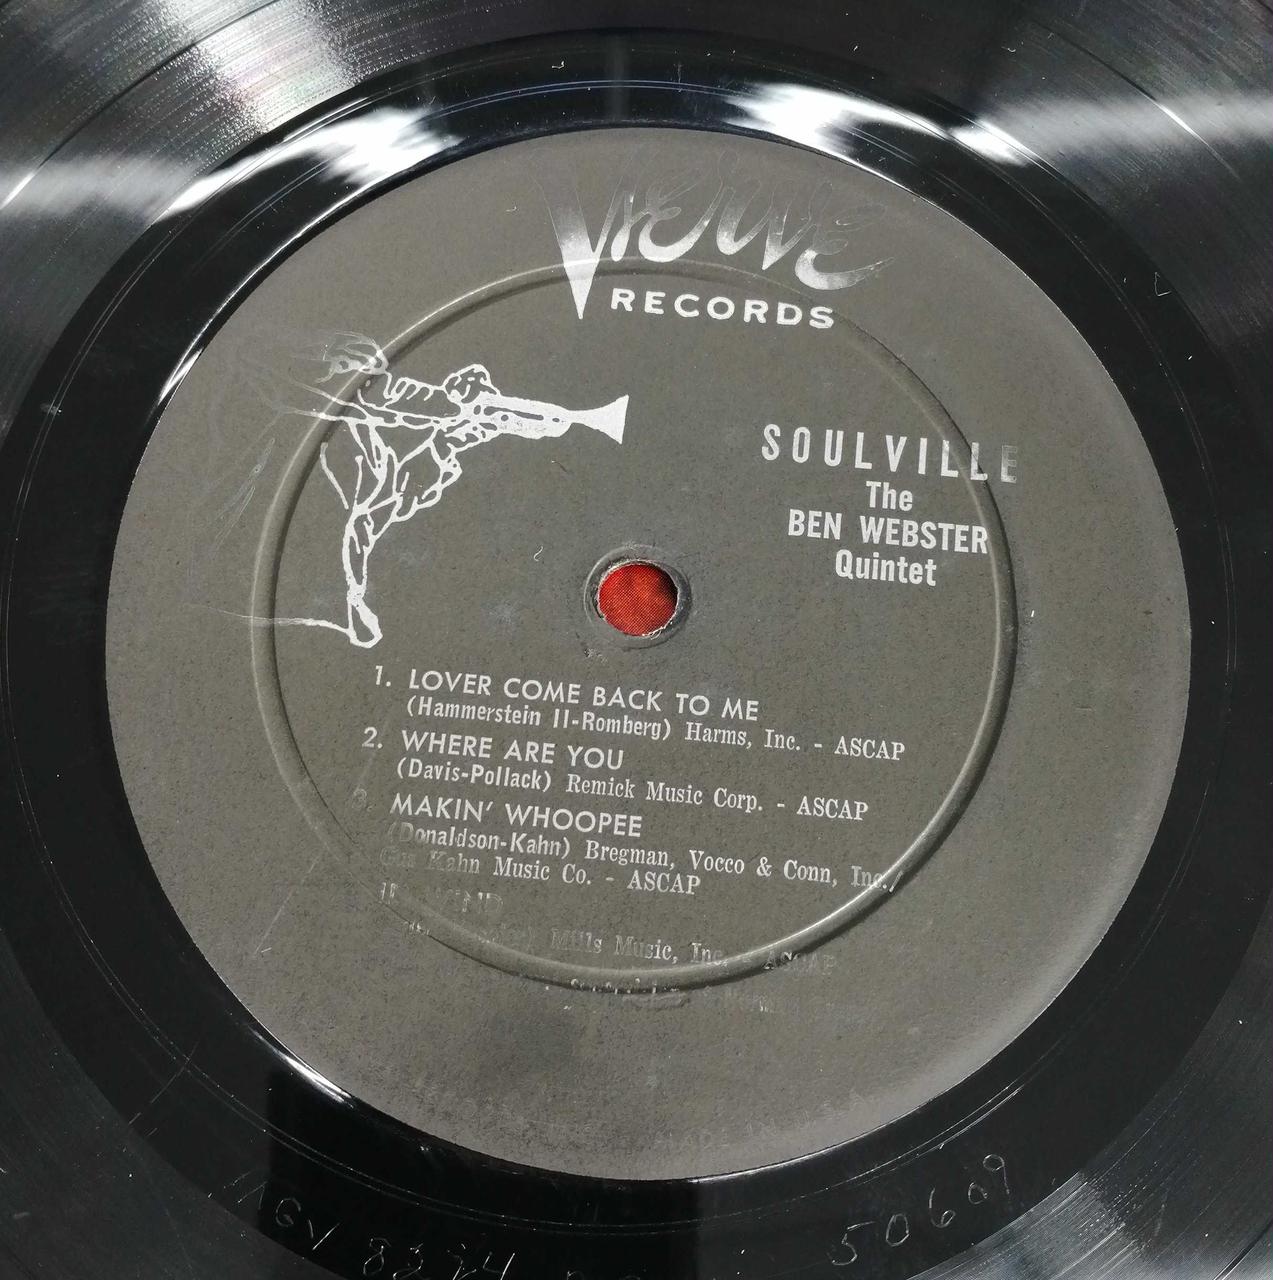 Verve
RECORDS
SOULVILLE
The
BEN WEBSTER
Quintet
1. LOVER COME BACK TO ME
(Hammerstein II-Romberg) Harms, Inc. - ASCAP
2. WHERE ARE YOU
(Davis-Pollack) Remick Music Corp. - ASCAP
3. MAKIN' WHOOPEE
(Donaldson-Kahn) Bregman, Vocco & Conn, Inc./
Gus Kahn Music Co. - ASCAP
Mills Music, Inc. - ASCAP
50609